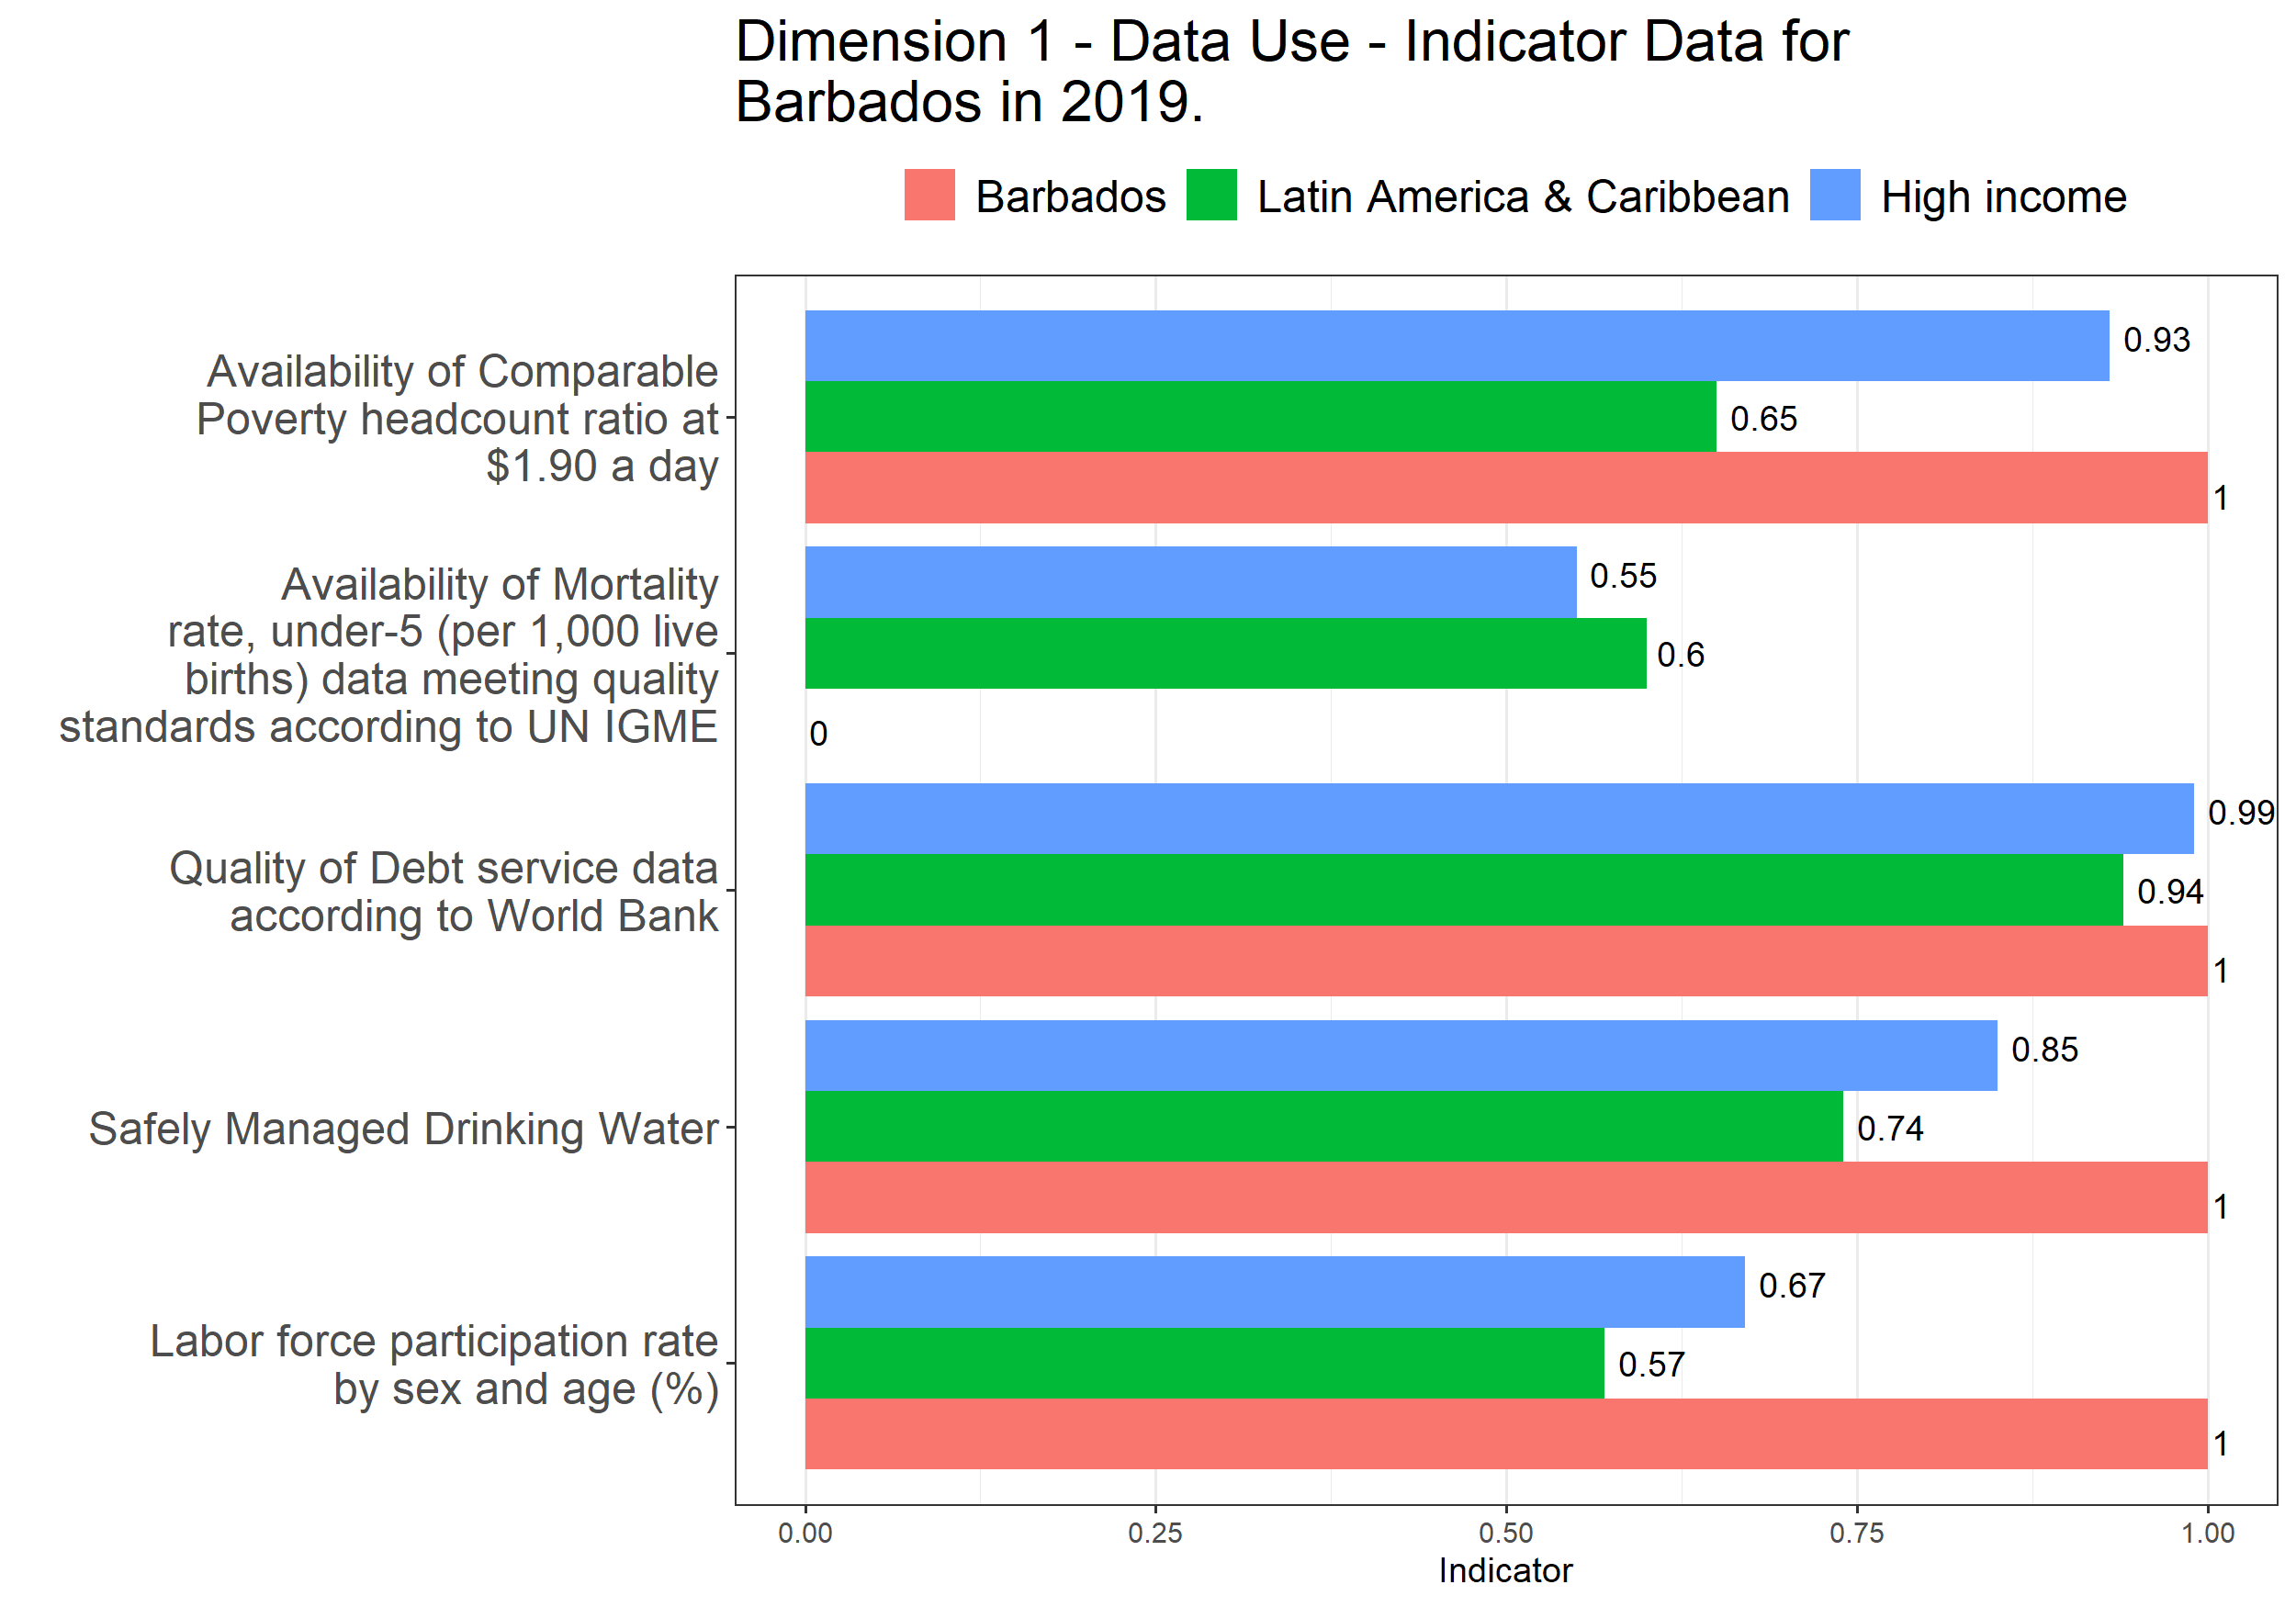 Dimension 1 - Data Use - Indicator Data for
Barbados in 2019.
Barbados
Latin America & Caribbean
High income
Availability of Comparable
Poverty headcount ratio at
$1.90 a day
0.93
0.65
1
Availability of Mortality
rate, under-5 (per 1,000 live
births) data meeting quality
standards according to UN IGME
0.55
0.6
0
Quality of Debt service data
according to World Bank
0.99
0.94
1
Safely Managed Drinking Water
0.85
0.74
1
Labor force participation rate
by sex and age (%)
0.67
0.57
1
0.00
0.25
0.50
0.75
1.00
Indicator